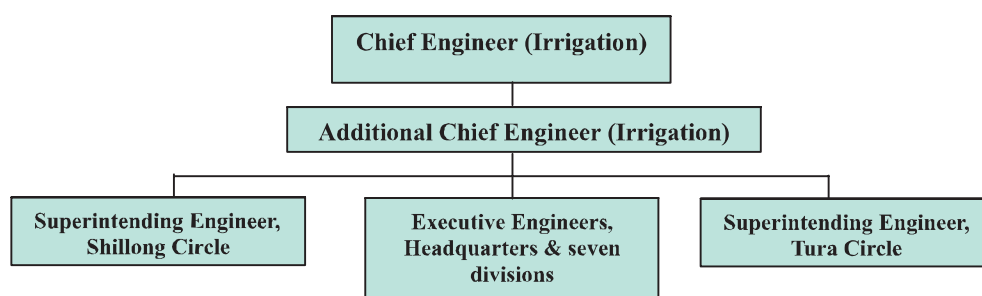 Chief Engineer (Irrigation)
Additional Chief Engineer (Irrigation)
Superintending Engineer,
Shillong Circle
Executive Engineers,
Headquarters & seven
divisions
Superintending Engineer,
Tura Circle